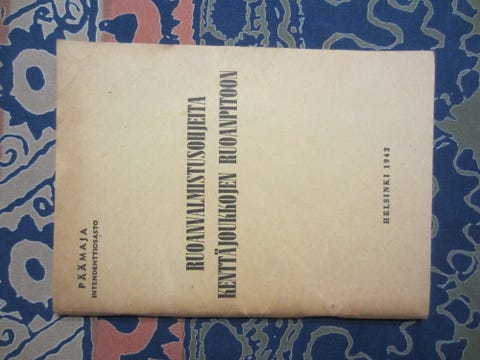 PÄÄMAJA
INTENDENTTIOSASTO
RUOANVALMISTUSOHJEITA
KENTTÄJOUKKOJEN RUOANPITOON
HELSINKI 1942